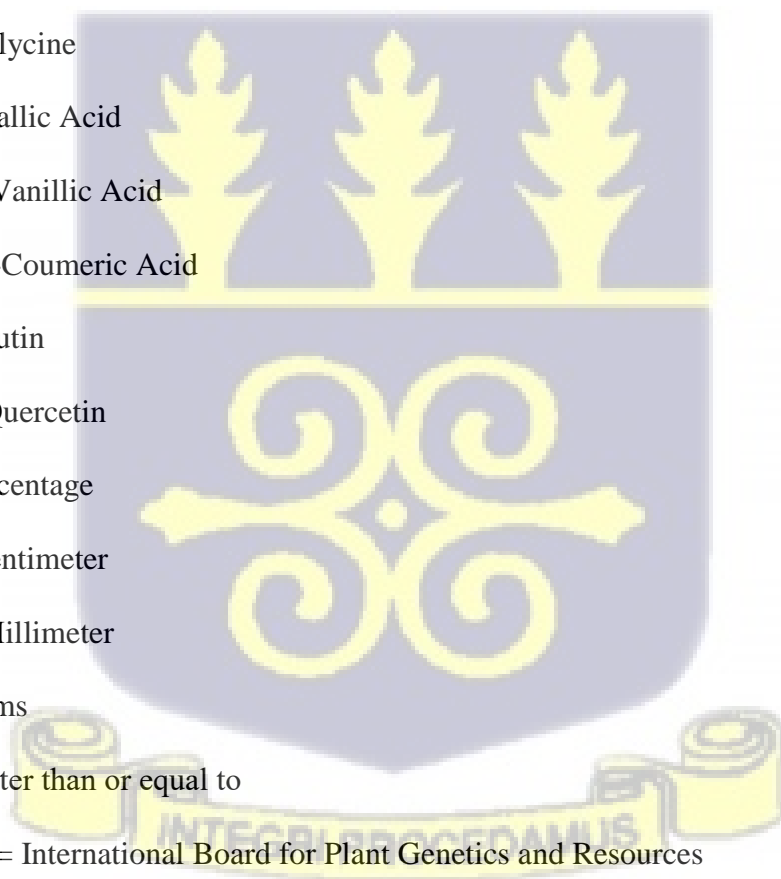 lycine
allic Acid
Vanillic Acid
Coumeric Acid
utin
Quercetin
centage
entimeter
Millimeter
ms
ter than or equal to
= International Board for Plant Genetics and Resources
INTEGRI PROCEDAMUS